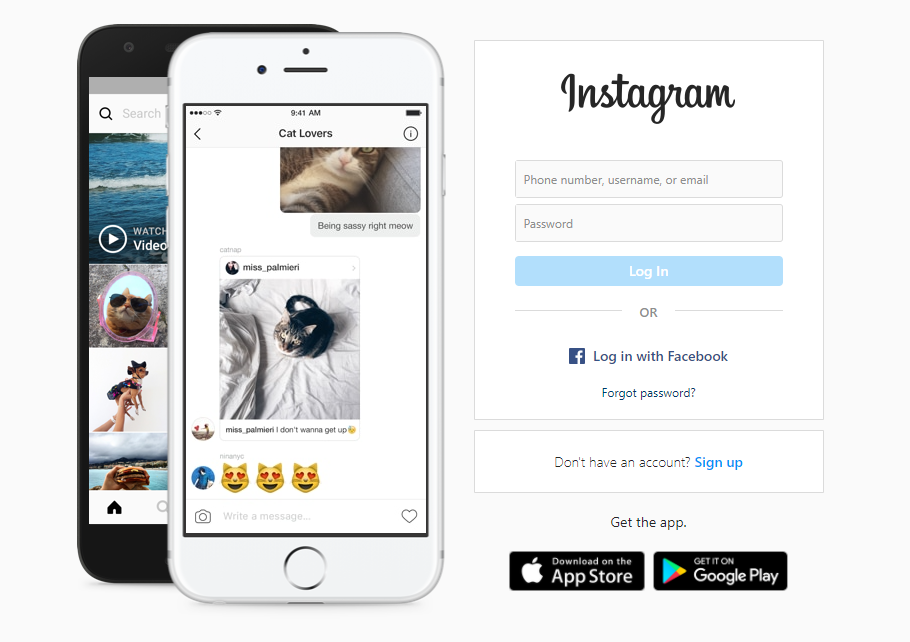 Search
WATCH
Video
9:41 AM
Cat Lovers
Being sassy right meow
catnap
miss_palmieri
miss_palmieri I don't wanna get up
ninanyc
Write a message...
Instagram
Phone number, username, or email
Password
Log In
OR
Log in with Facebook
Forgot password?
Don't have an account? Sign up
Get the app.
Download on the
App Store
GET IT ON
Google Play